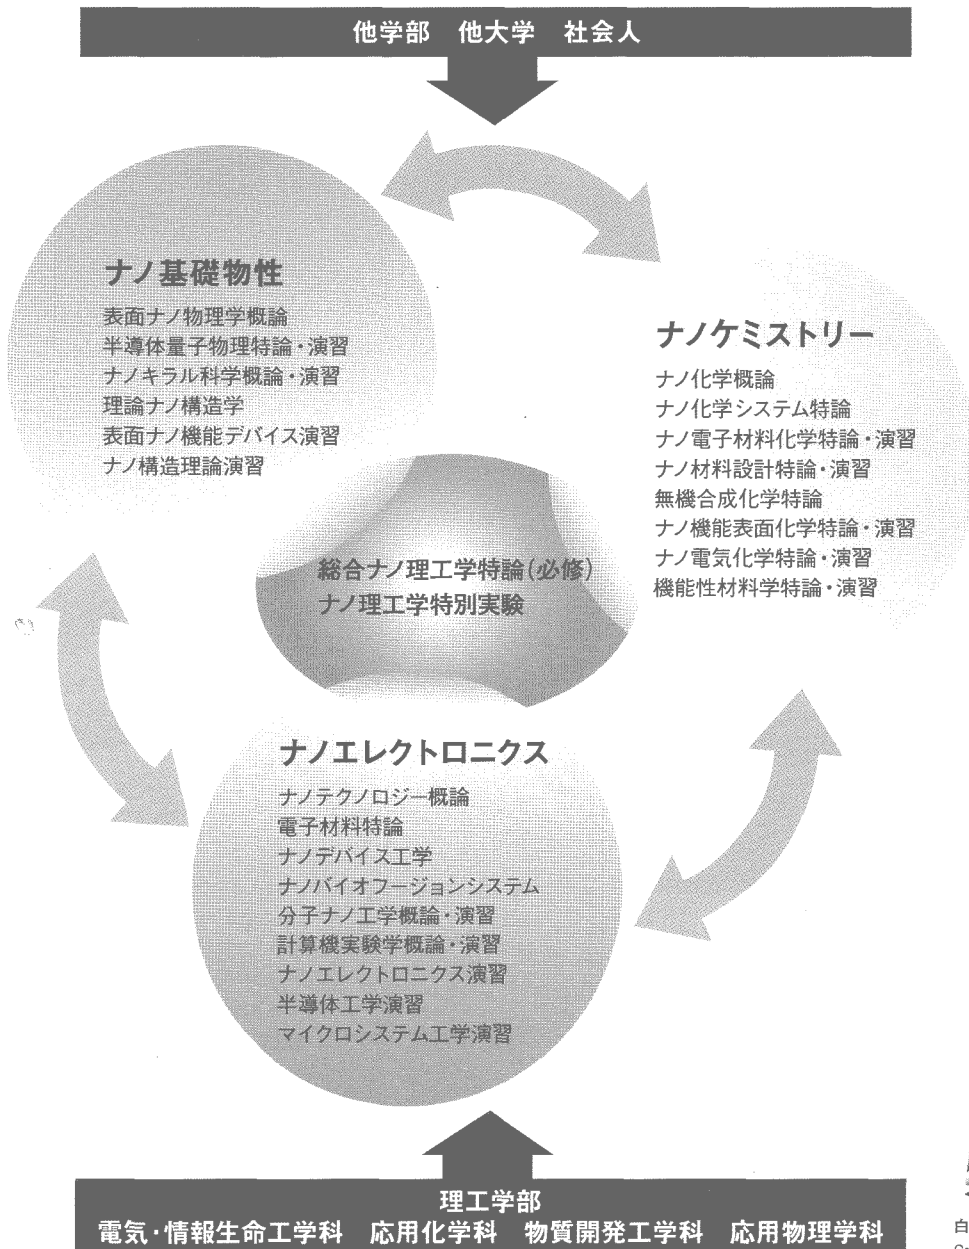 他学部 他大学 社会人
ナノ基礎物性
表面ナノ物理学概論
半導体量子物理特論・演習
ナノキラル科学概論・演習
理論ナノ構造学
表面ナノ機能デバイス演習
ナノ構造理論演習
ナノケミストリー
ナノ化学概論
ナノ化学システム特論
ナノ電子材料化学特論・演習
ナノ材料設計特論・演習
無機合成化学特論
ナノ機能表面化学特論・演習
ナノ電気化学特論・演習
機能性材料学特論・演習
総合ナノ理工学特論(必修)
ナノ理工学特別実験
ナノエレクトロニクス
ナノテクノロジー概論
電子材料特論
ナノデバイス工学
ナノバイオフージョンシステム
分子ナノ工学概論・演習
計算機実験学概論・演習
ナノエレクトロニクス演習
半導体工学演習
マイクロシステム工学演習
理工学部
電気・情報生命工学科 応用化学科 物質開発工学科 応用物理学科
白